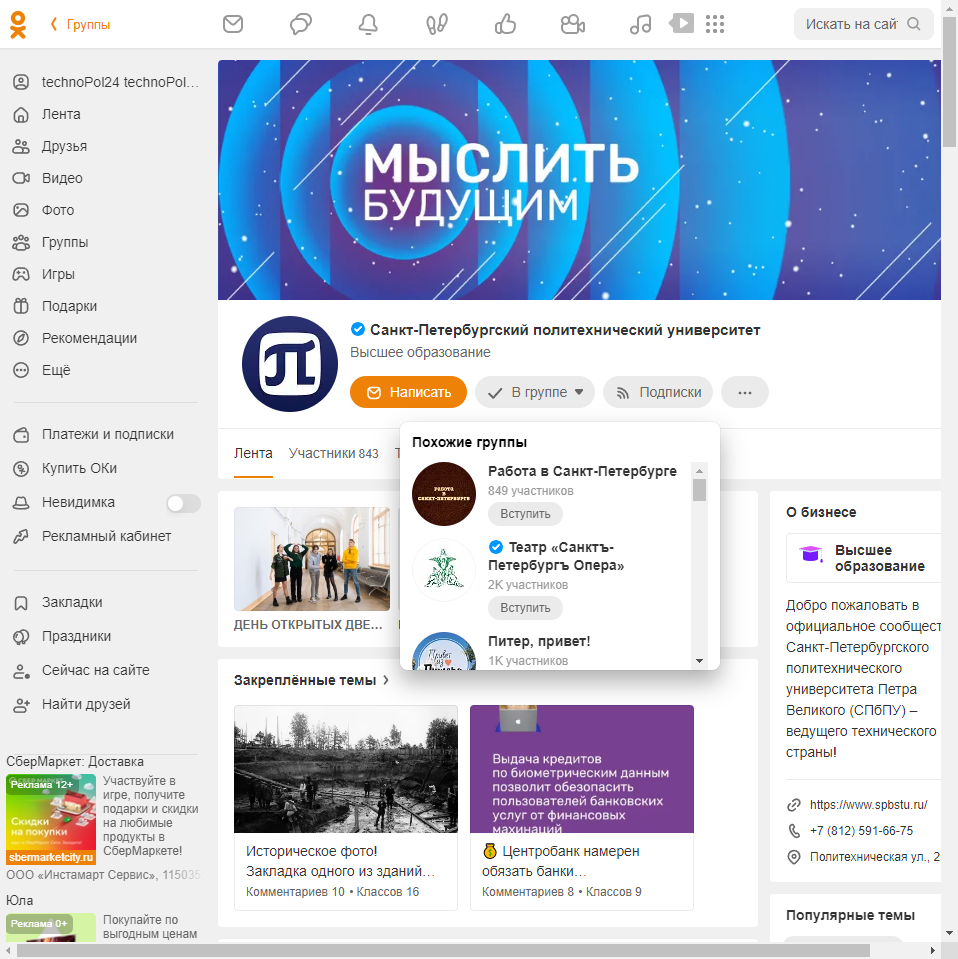 Группы
Искать на сай
technoPol24 technoPol…
Лента
Друзья
Видео
Фото
Группы
Игры
Подарки
Рекомендации
Ещё
Платежи и подписки
Купить ОКи
Невидимка
Рекламный кабинет
Закладки
Праздники
Сейчас на сайте
Найти друзей
СберМаркет: Доставка
Реклама 12+
Скидки
на покупки
sbermarketcity.ru
Участвуйте в
игре, получите
подарки и скидки
на любимые
продукты в
СберМаркете!
ООО «Инстамарт Сервис», 115035
Юла
Реклама 0+
Покупайте по
выгодным ценам
МЫСЛИТЬ
БУДУЩИМ
Санкт-Петербургский политехнический университет
Высшее образование
Написать
В группе
Подписки
Лента
Участники 843
Похожие группы
РАБОТА
В
САНКТ-ПЕТЕРБУРГЕ
Работа в Санкт-Петербурге
849 участников
Вступить
Театр «Санктъ-
Петербургъ Опера»
2K участников
Вступить
Привет
из
Питера
Питер, привет!
1K участников
ДЕНЬ ОТКРЫТЫХ ДВЕ…
Закреплённые темы
Историческое фото!
Закладка одного из зданий…
Комментариев 10 • Классов 16
Выдача кредитов
по биометрическим данным
позволит обезопасить
пользователей банковских
услуг от финансовых
махинаций
💰 Центробанк намерен
обязать банки…
Комментариев 8 • Классов 9
О бизнесе
Высшее
образование
Добро пожаловать в
официальное сообщест
Санкт-Петербургского
политехнического
университета Петра
Великого (СПбПУ) –
ведущего технического
страны!
https://www.spbstu.ru/
+7 (812) 591-66-75
Политехническая ул., 2
Популярные темы